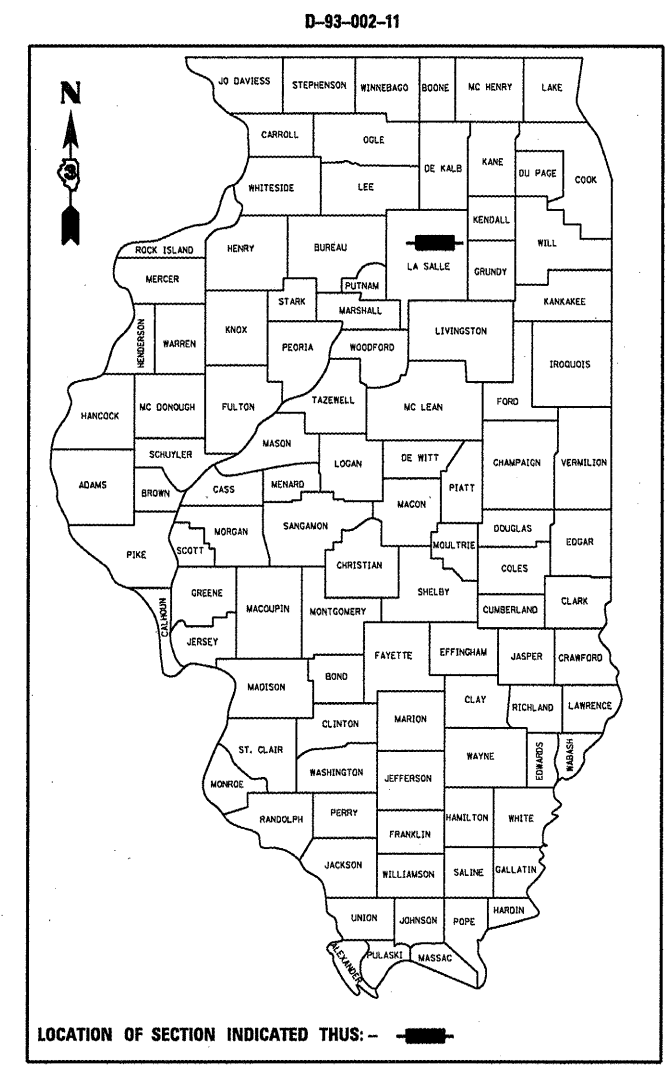 D-93-002-11
JO DAVIESS STEPHENSON WINNEBAGO BOONE MC HENRY LAKE
N
CARROLL OGLE DE KALB KANE DU PAGE COOK
3
WHITESIDE LEE
KENDALL
ROCK ISLAND HENRY BUREAU LA SALLE GRUNDY WILL
MERCER PUTNAM
STARK MARSHALL KANKAKEE
HENDERSON WARREN KNOX PEORIA WOODFORD LIVINGSTON IROQUOIS
HANCOCK MC DONOUGH FULTON TAZEWELL MC LEAN FORD
MASON
SCHUYLER LOGAN DE WITT CHAMPAIGN VERMILION
ADAMS BROWN CASS MENARD PIATT
MACON
PIKE SCOTT MORGAN SANGAMON MOULTRIE DOUGLAS EDGAR
CHRISTIAN COLES
CALHOUN GREENE MACOUPIN MONTGOMERY SHELBY CUMBERLAND CLARK
JERSEY
FAYETTE EFFINGHAM JASPER CRAWFORD
MADISON BOND
CLAY RICHLAND LAWRENCE
CLINTON MARION
ST. CLAIR WAYNE EDWARDS WABASH
MONROE WASHINGTON JEFFERSON
RANDOLPH PERRY HAMILTON WHITE
FRANKLIN
JACKSON WILLIAMSON SALINE GALLATIN
UNION JOHNSON POPE HARDIN
ALEXANDER PULASKI MASSAC
LOCATION OF SECTION INDICATED THUS: –